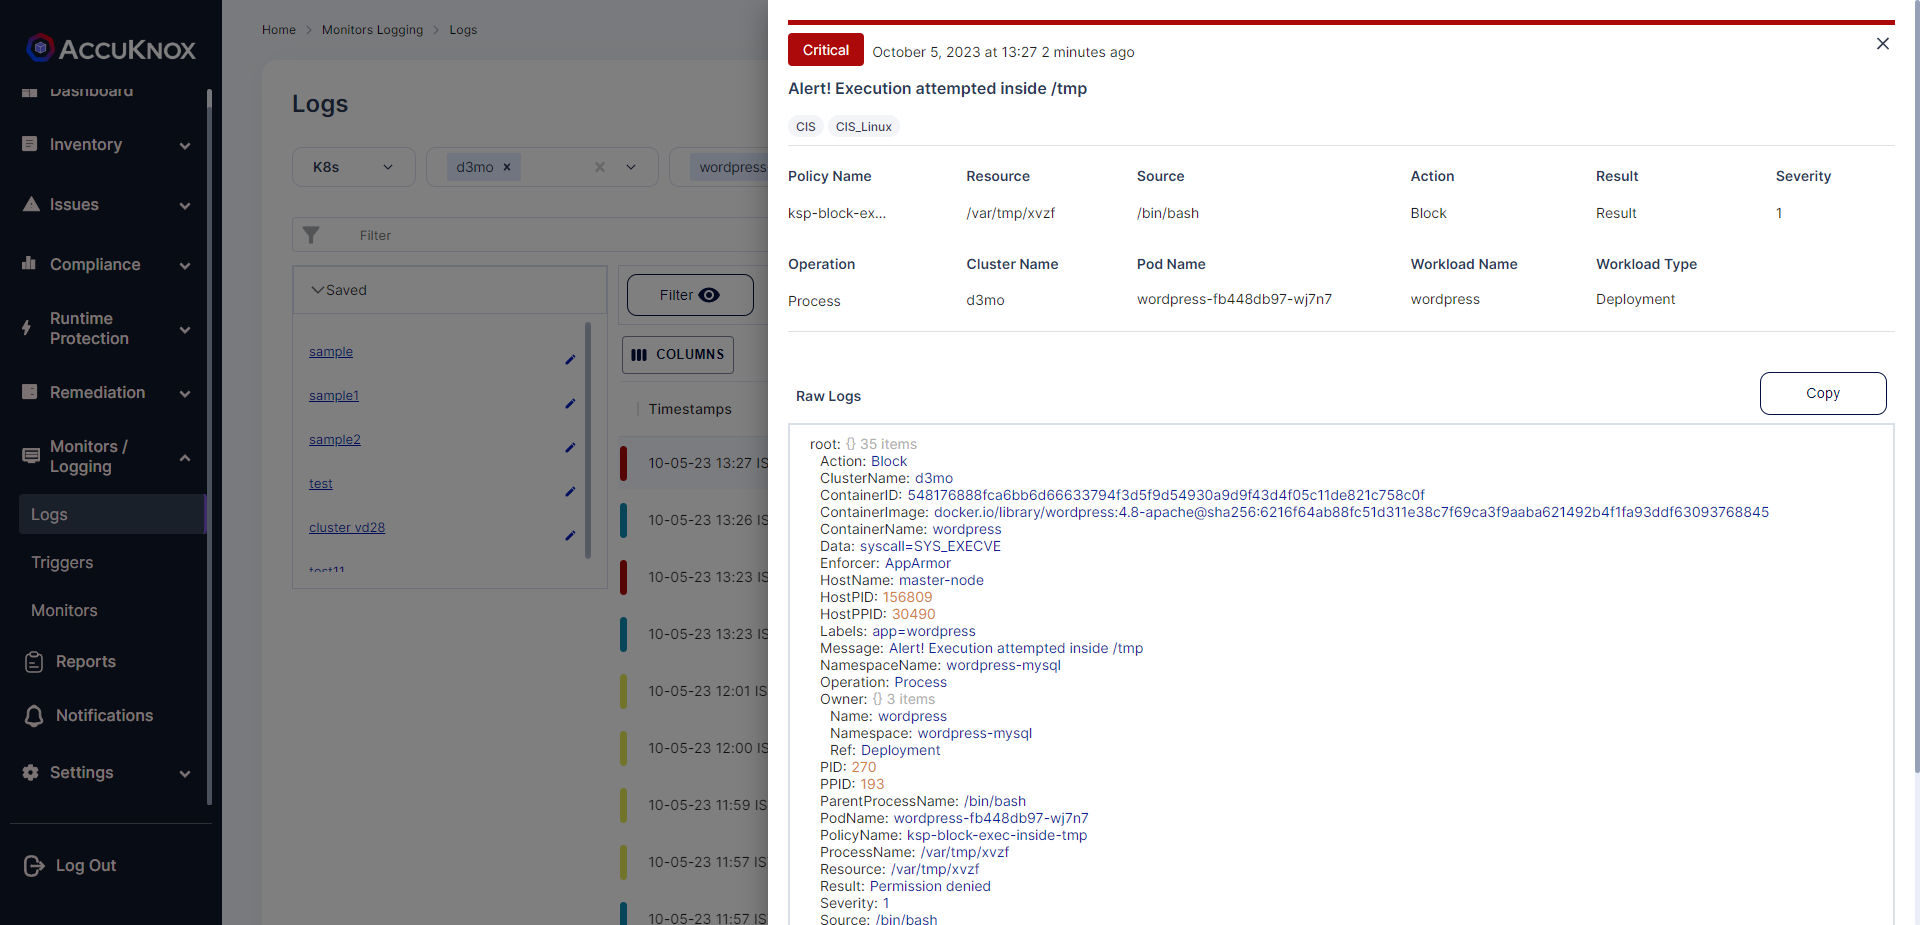 ACCUKNOX
Dashboard
Inventory
Issues
Compliance
Runtime
Protection
Remediation
Monitors /
Logging
Logs
Triggers
Monitors
Reports
Notifications
Settings
Log Out
Home > Monitors Logging > Logs
Logs
K8s
d3mo ×
wordpress-
Filter
Saved
sample
sample1
sample2
test
cluster vd28
test11
Filter
COLUMNS
Timestamps
10-05-23 13:27 IS
10-05-23 13:26 IS
10-05-23 13:23 IS
10-05-23 13:23 IS
10-05-23 12:01 IS
10-05-23 12:00 IS
10-05-23 11:59 IS
10-05-23 11:57 IS
10-05-23 11:57 IS
Critical October 5, 2023 at 13:27 2 minutes ago
Alert! Execution attempted inside /tmp
CIS CIS_Linux
Policy Name Resource Source Action Result Severity
ksp-block-ex... /var/tmp/xvzf /bin/bash Block Result 1
Operation Cluster Name Pod Name Workload Name Workload Type
Process d3mo wordpress-fb448db97-wj7n7 wordpress Deployment
Raw Logs Copy
root: {} 35 items
Action: Block
ClusterName: d3mo
ContainerID: 548176888fca6bb6d66633794f3d5f9d54930a9d9f43d4f05c11de821c758c0f
ContainerImage: docker.io/library/wordpress:4.8-apache@sha256:6216f64ab88fc51d311e38c7f69ca3f9aaba621492b4f1fa93ddf63093768845
ContainerName: wordpress
Data: syscall=SYS_EXECVE
Enforcer: AppArmor
HostName: master-node
HostPID: 156809
HostPPID: 30490
Labels: app=wordpress
Message: Alert! Execution attempted inside /tmp
NamespaceName: wordpress-mysql
Operation: Process
Owner: {} 3 items
Name: wordpress
Namespace: wordpress-mysql
Ref: Deployment
PID: 270
PPID: 193
ParentProcessName: /bin/bash
PodName: wordpress-fb448db97-wj7n7
PolicyName: ksp-block-exec-inside-tmp
ProcessName: /var/tmp/xvzf
Resource: /var/tmp/xvzf
Result: Permission denied
Severity: 1
Source: /bin/bash